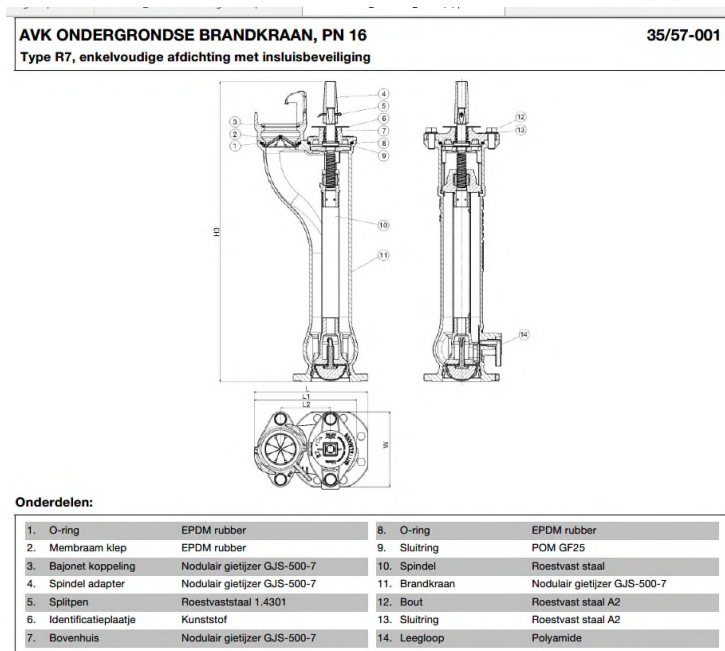 AVK ONDERGRONDSE BRANDKRAAN, PN 16 35/57-001
Type R7, enkelvoudige afdichting met insluisbeveiliging
4
5
3
6
12
2
7
13
1
8
9
10
H3
11
14
L
L1
L2
W
Onderdelen:
1. O-ring EPDM rubber 8. O-ring EPDM rubber
2. Membraam klep EPDM rubber 9. Sluitring POM GF25
3. Bajonet koppeling Nodulair gietijzer GJS-500-7 10. Spindel Roestvast staal
4. Spindel adapter Nodulair gietijzer GJS-500-7 11. Brandkraan Nodulair gietijzer GJS-500-7
5. Splitpen Roestvaststaal 1.4301 12. Bout Roestvast staal A2
6. Identificatieplaatje Kunststof 13. Sluitring Roestvast staal A2
7. Bovenhuis Nodulair gietijzer GJS-500-7 14. Leegloop Polyamide